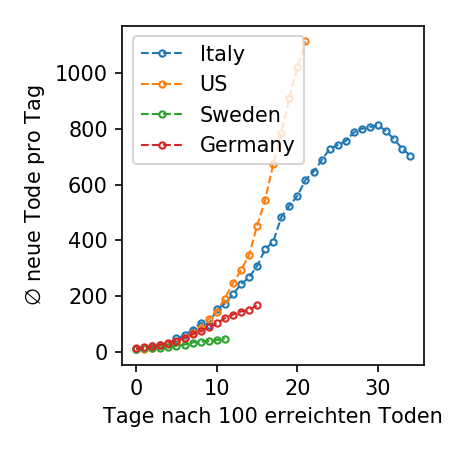 Italy
US
Sweden
Germany
∅ neue Tode pro Tag
1000
800
600
400
200
0
0 10 20 30
Tage nach 100 erreichten Toden